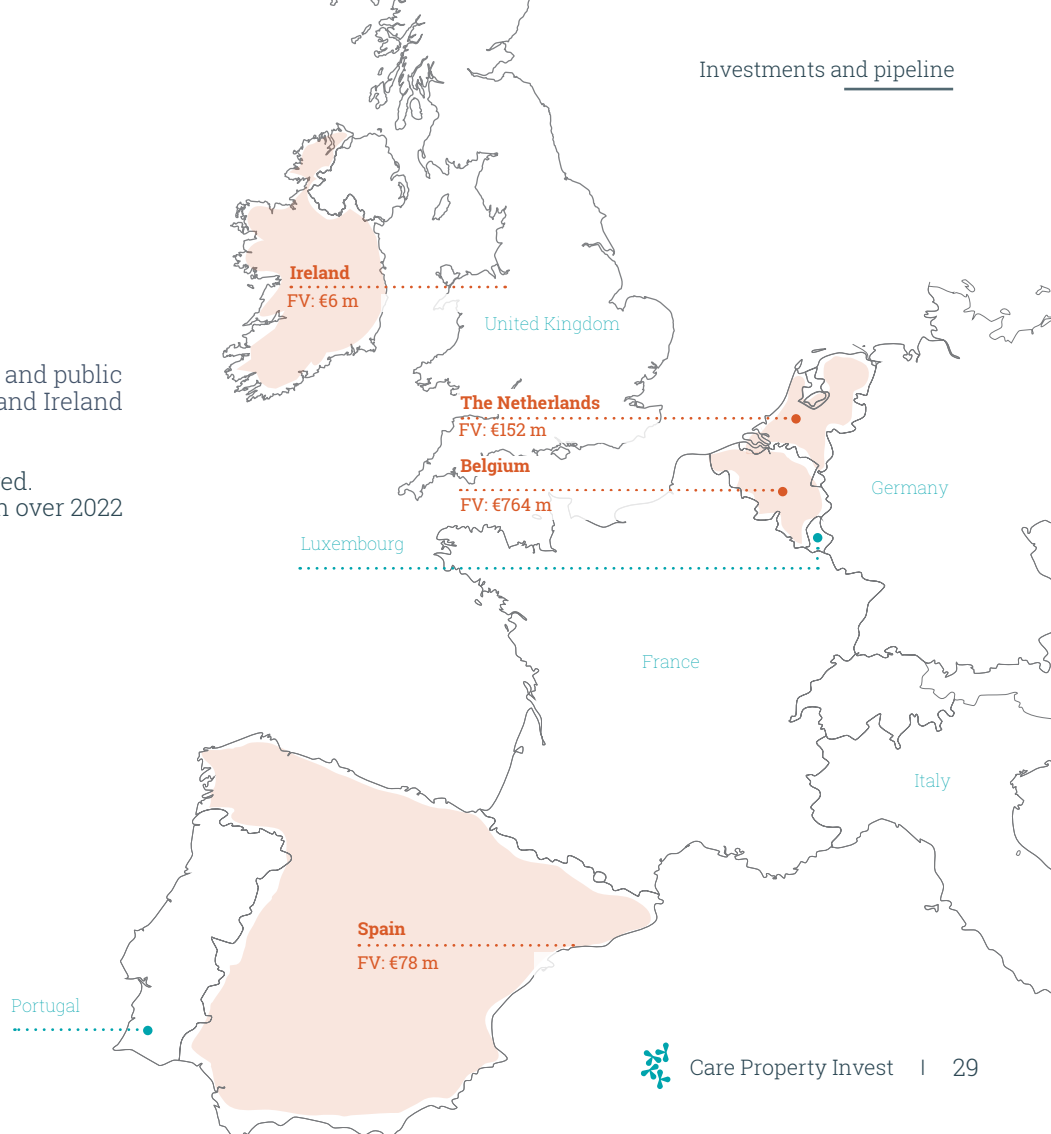 Investments and pipeline
Ireland
FV: €6 m
United Kingdom
and public
and Ireland
The Netherlands
FV: €152 m
Belgium
ed.
FV: €764 m
Germany
over 2022
Luxembourg
France
Italy
Spain
FV: €78 m
Portugal
Care Property Invest I 29